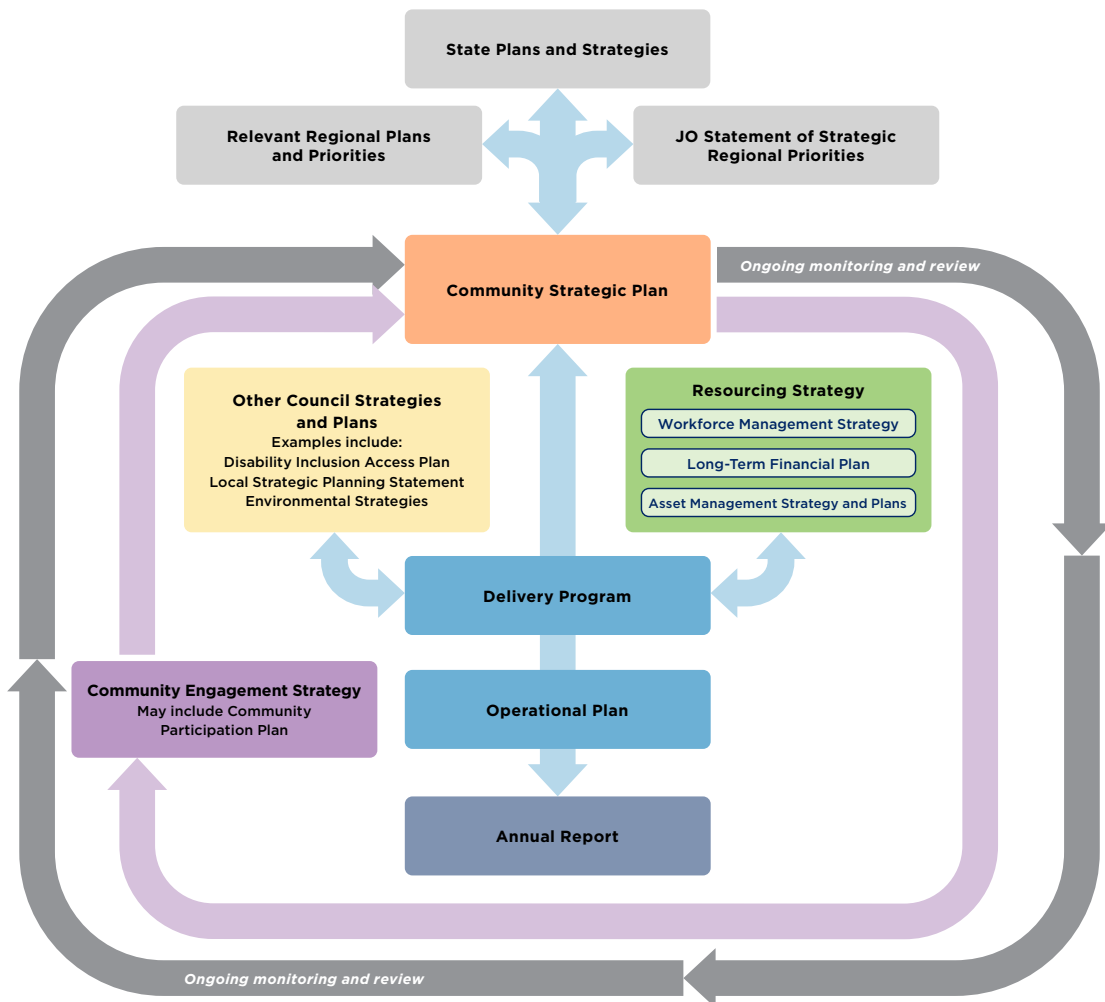 State Plans and Strategies
Relevant Regional Plans
and Priorities
JO Statement of Strategic
Regional Priorities
Community Strategic Plan
Ongoing monitoring and review
Other Council Strategies
and Plans
Examples include:
Disability Inclusion Access Plan
Local Strategic Planning Statement
Environmental Strategies
Resourcing Strategy
Workforce Management Strategy
Long-Term Financial Plan
Asset Management Strategy and Plans
Delivery Program
Community Engagement Strategy
May include Community
Participation Plan
Operational Plan
Annual Report
Ongoing monitoring and review